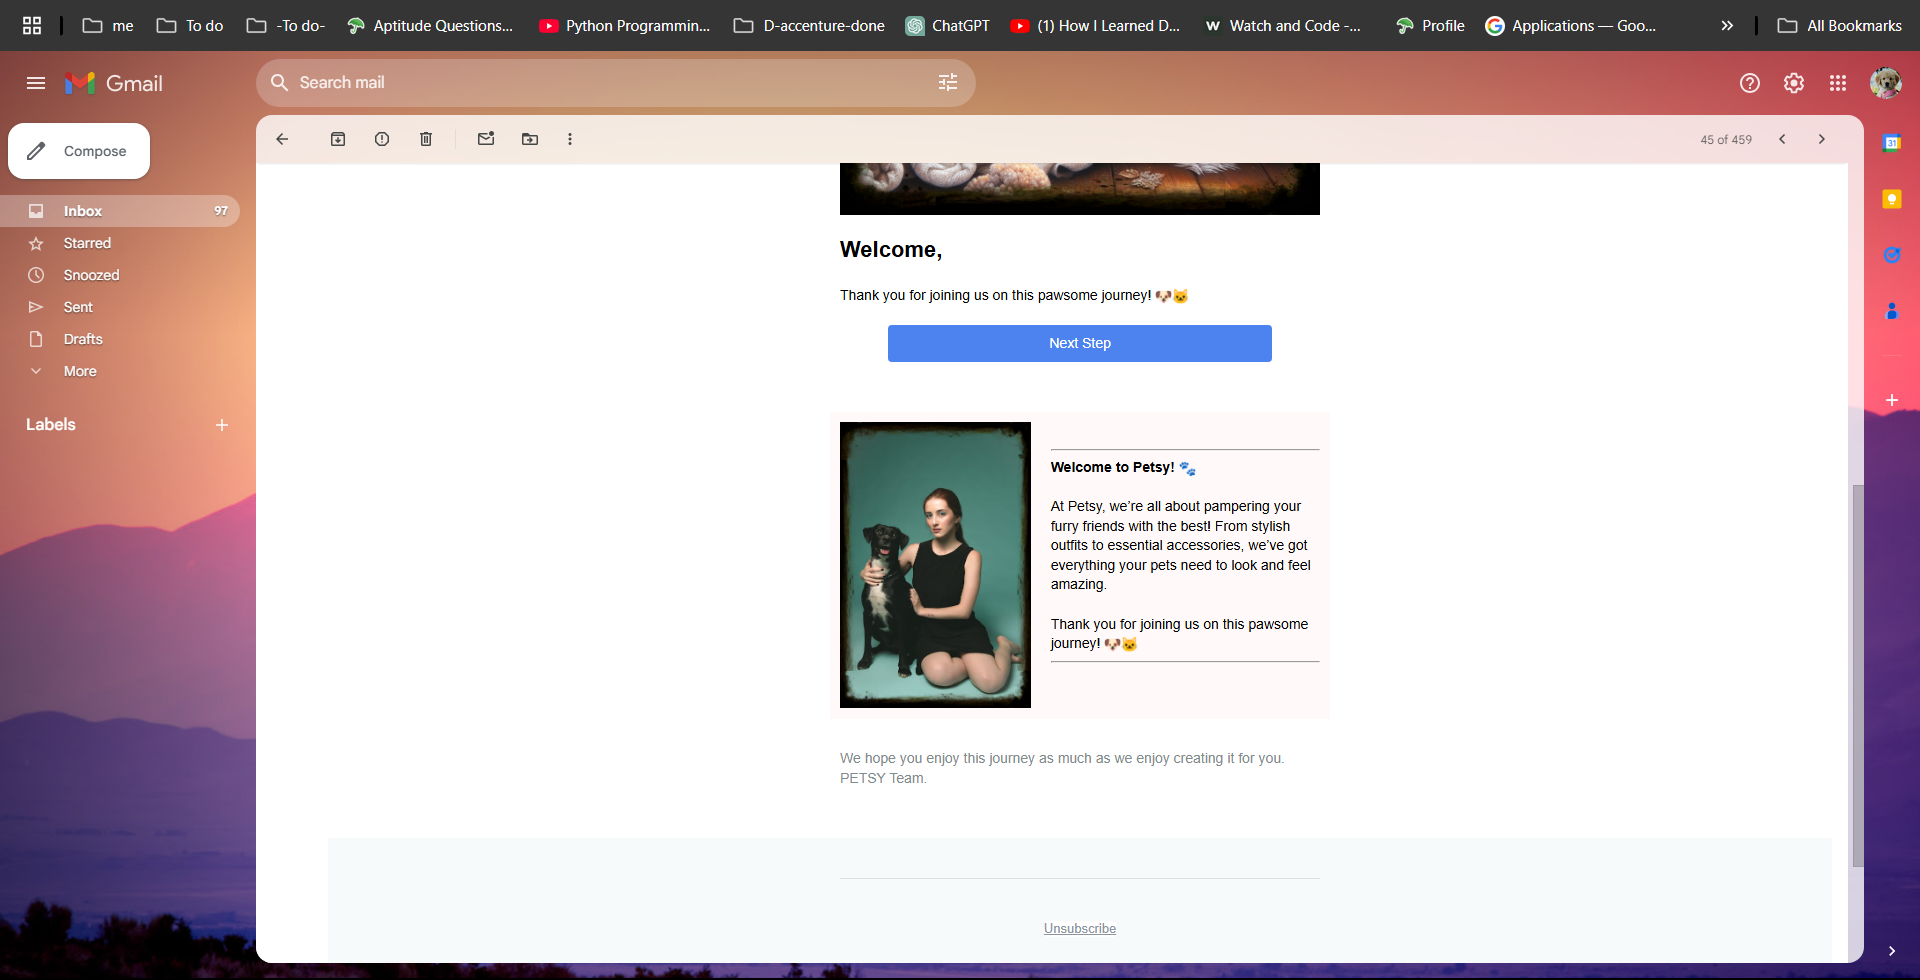 me
To do
-To do-
Aptitude Questions...
Python Programmin...
D-accenture-done
ChatGPT
(1) How I Learned D...
W Watch and Code -...
Profile
Applications — Goo...
All Bookmarks
Gmail
Search mail
Compose
45 of 459
31
Inbox 97
Starred
Snoozed
Sent
Drafts
More
Labels
Welcome,
Thank you for joining us on this pawsome journey! 🐶🐱
Next Step
Welcome to Petsy! 🐾
At Petsy, we’re all about pampering your
furry friends with the best! From stylish
outfits to essential accessories, we’ve got
everything your pets need to look and feel
amazing.
Thank you for joining us on this pawsome
journey! 🐶🐱
We hope you enjoy this journey as much as we enjoy creating it for you.
PETSY Team.
Unsubscribe